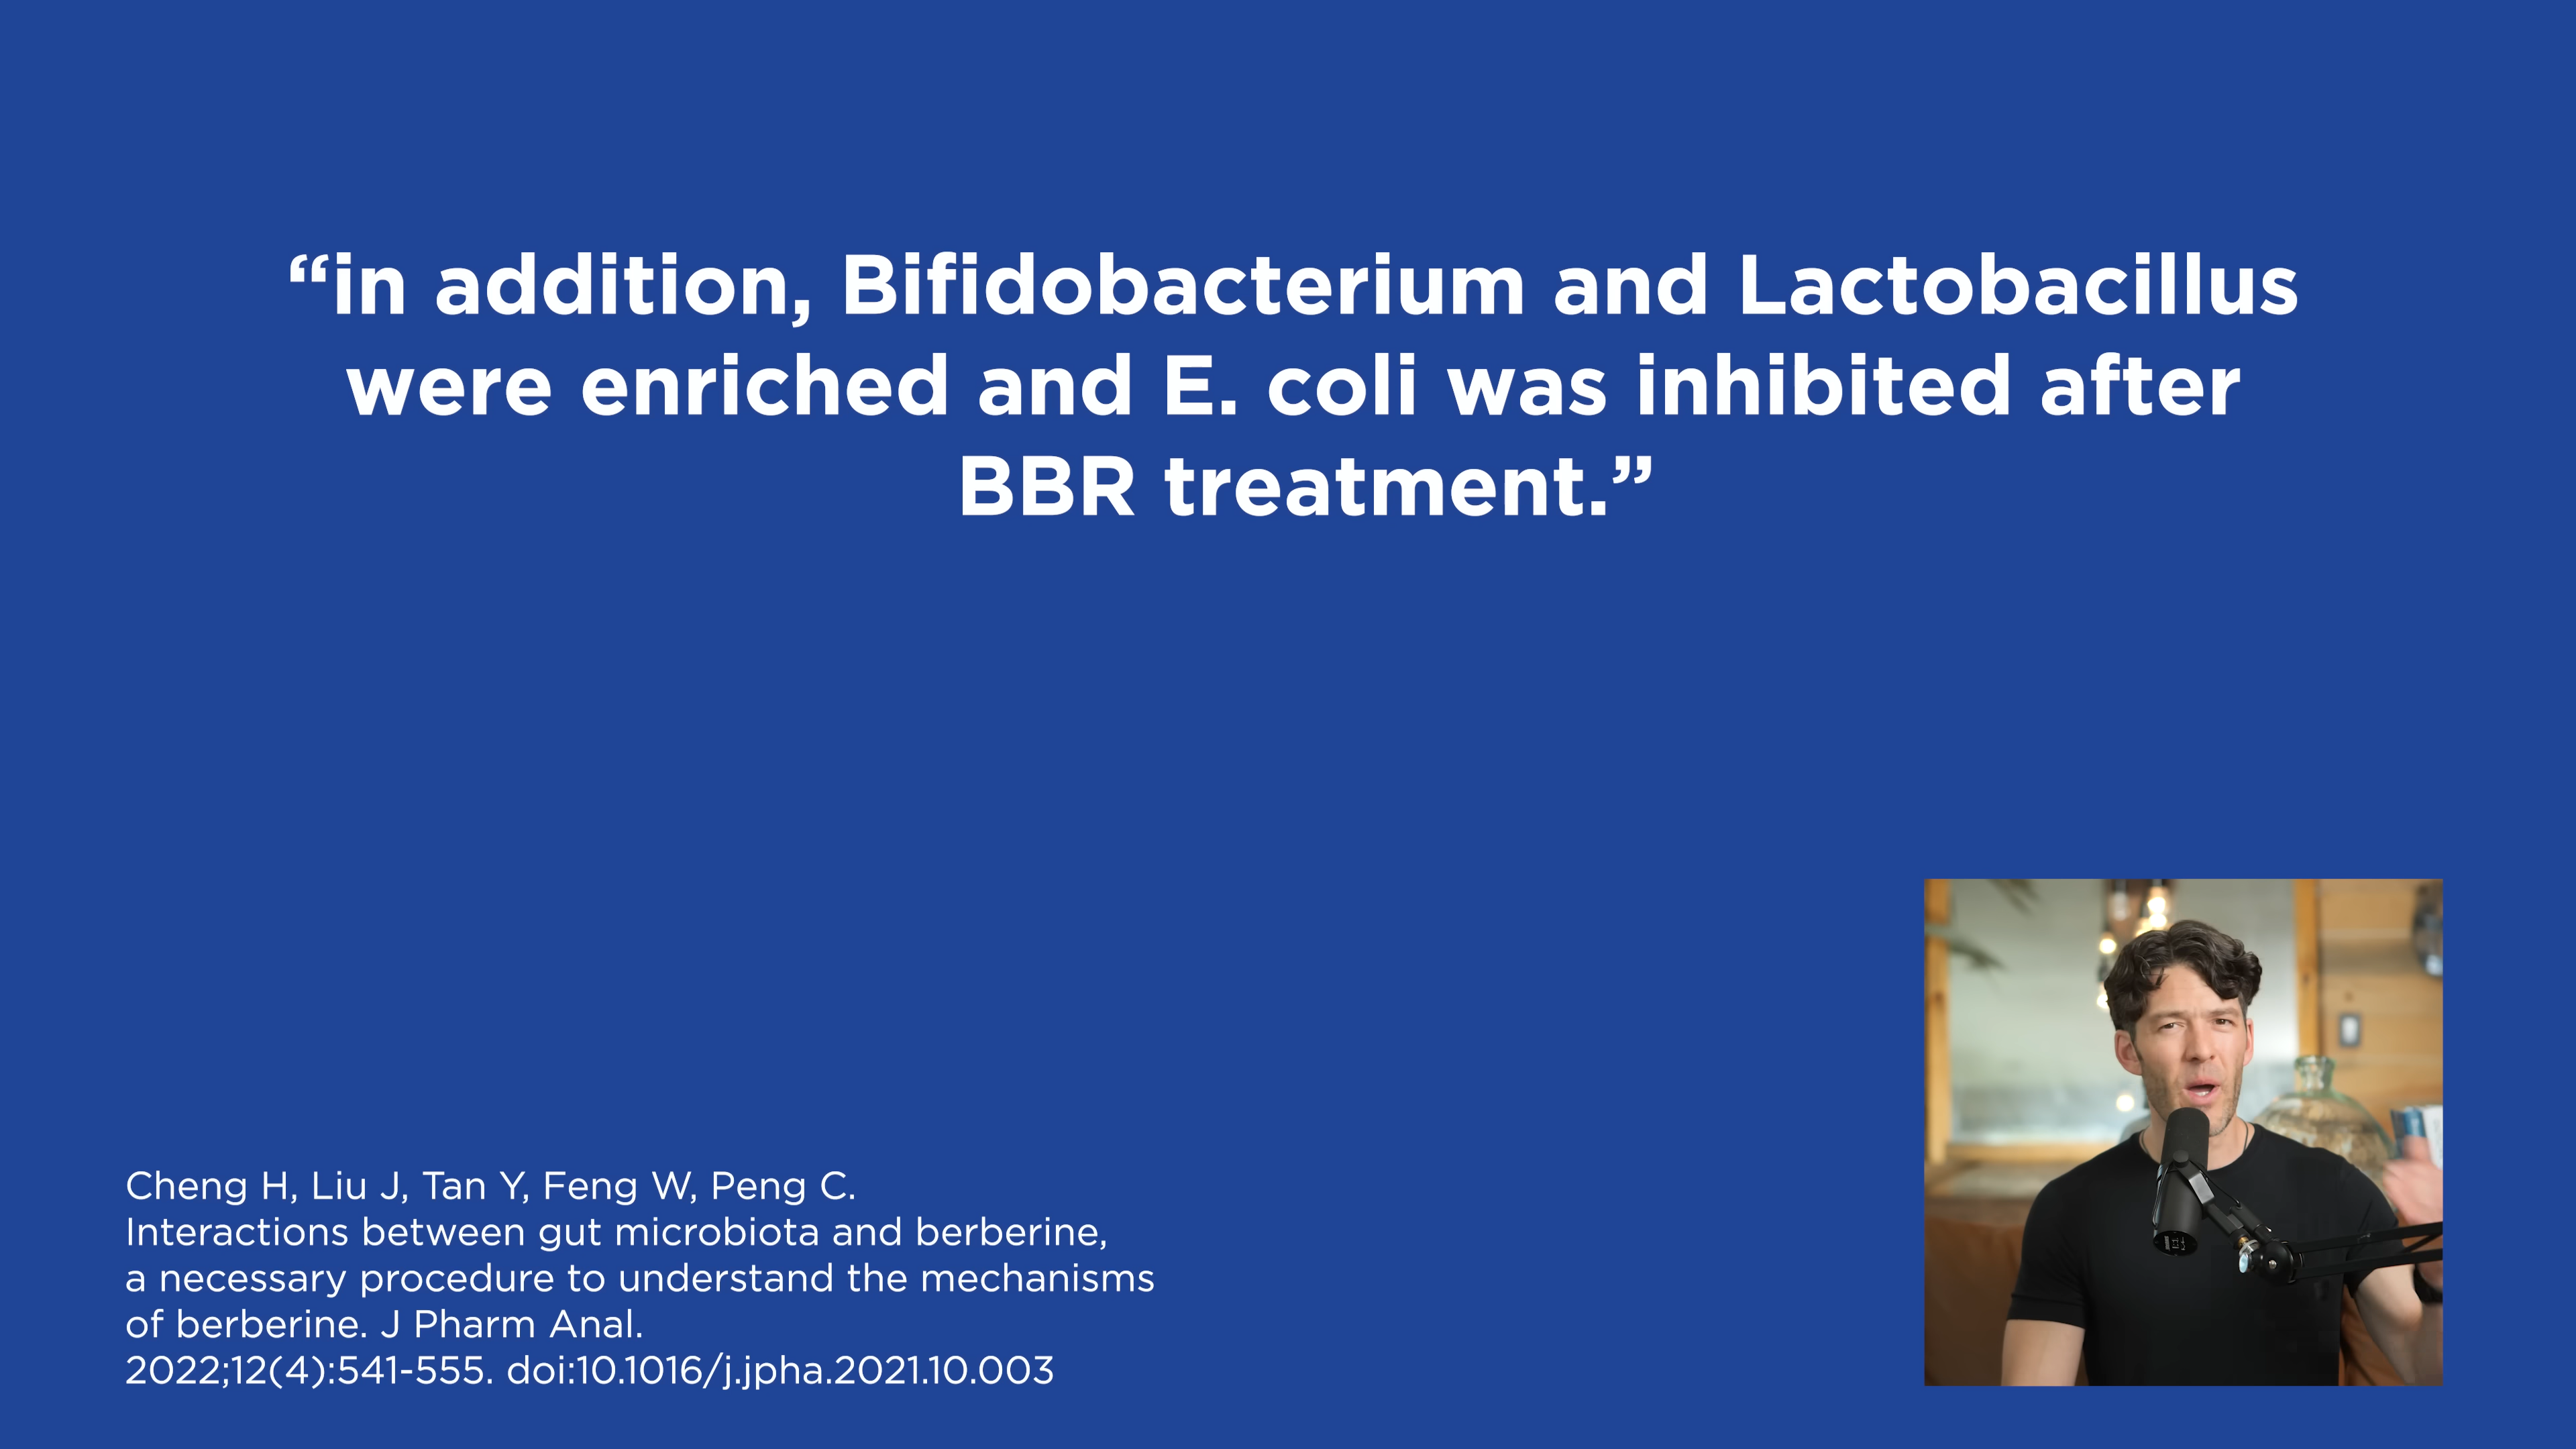 “in addition, Bifidobacterium and Lactobacillus
were enriched and E. coli was inhibited after
BBR treatment.”
Cheng H, Liu J, Tan Y, Feng W, Peng C.
Interactions between gut microbiota and berberine,
a necessary procedure to understand the mechanisms
of berberine. J Pharm Anal.
2022;12(4):541-555. doi:10.1016/j.jpha.2021.10.003